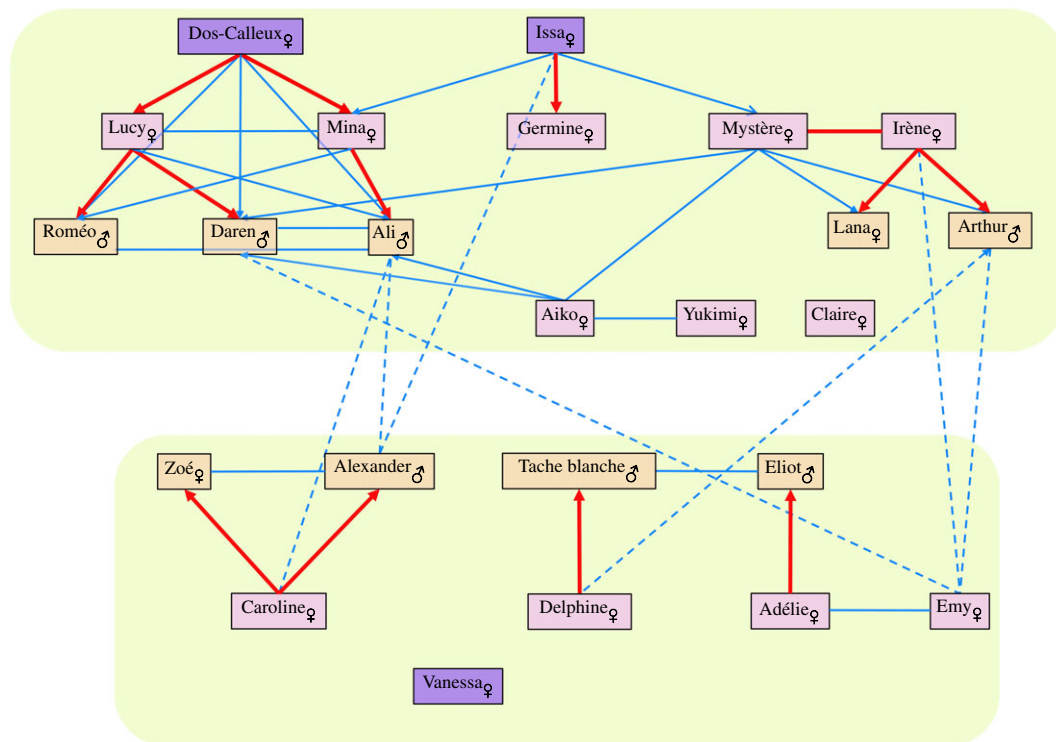 Dos-Calleux♀
Issa♀
Lucy♀
Mina♀
Germine♀
Mystère♀
Irène♀
Roméo♂
Daren♂
Ali♂
Lana♀
Arthur♂
Aiko♀
Yukimi♀
Claire♀
Zoé♀
Alexander♂
Tache blanche♂
Eliot♂
Caroline♀
Delphine♀
Adélie♀
Emy♀
Vanessa♀